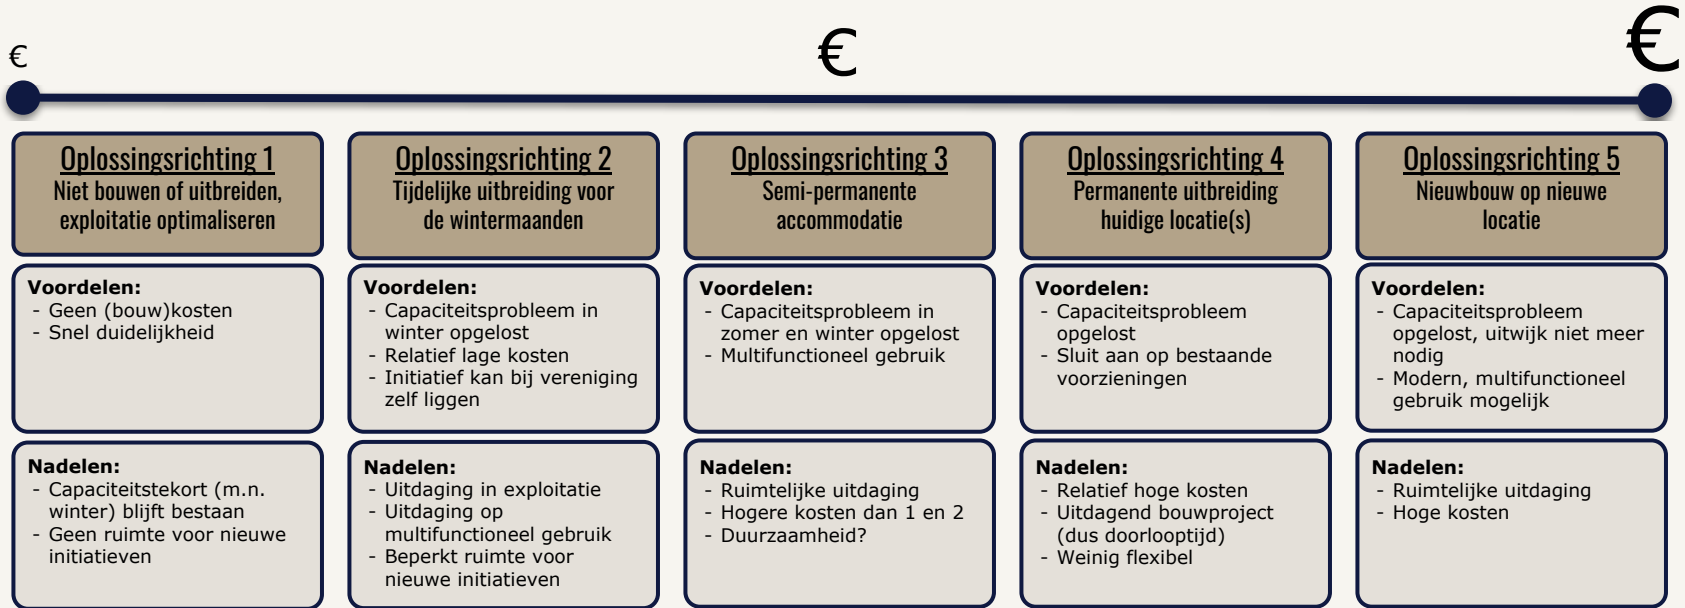 €
€
€
Oplossingsrichting 1
Niet bouwen of uitbreiden,
exploitatie optimaliseren
Voordelen:
- Geen (bouw)kosten
- Snel duidelijkheid
Nadelen:
- Capaciteitstekort (m.n.
winter) blijft bestaan
- Geen ruimte voor nieuwe
initiatieven
Oplossingsrichting 2
Tijdelijke uitbreiding voor
de wintermaanden
Voordelen:
- Capaciteitsprobleem in
winter opgelost
- Relatief lage kosten
- Initiatief kan bij vereniging
zelf liggen
Nadelen:
- Uitdaging in exploitatie
- Uitdaging op
multifunctioneel gebruik
- Beperkt ruimte voor
nieuwe initiatieven
Oplossingsrichting 3
Semi-permanente
accommodatie
Voordelen:
- Capaciteitsprobleem in
zomer en winter opgelost
- Multifunctioneel gebruik
Nadelen:
- Ruimtelijke uitdaging
- Hogere kosten dan 1 en 2
- Duurzaamheid?
Oplossingsrichting 4
Permanente uitbreiding
huidige locatie(s)
Voordelen:
- Capaciteitsprobleem
opgelost
- Sluit aan op bestaande
voorzieningen
Nadelen:
- Relatief hoge kosten
- Uitdagend bouwproject
(dus doorlooptijd)
- Weinig flexibel
Oplossingsrichting 5
Nieuwbouw op nieuwe
locatie
Voordelen:
- Capaciteitsprobleem
opgelost, uitwijk niet meer
nodig
- Modern, multifunctioneel
gebruik mogelijk
Nadelen:
- Ruimtelijke uitdaging
- Hoge kosten